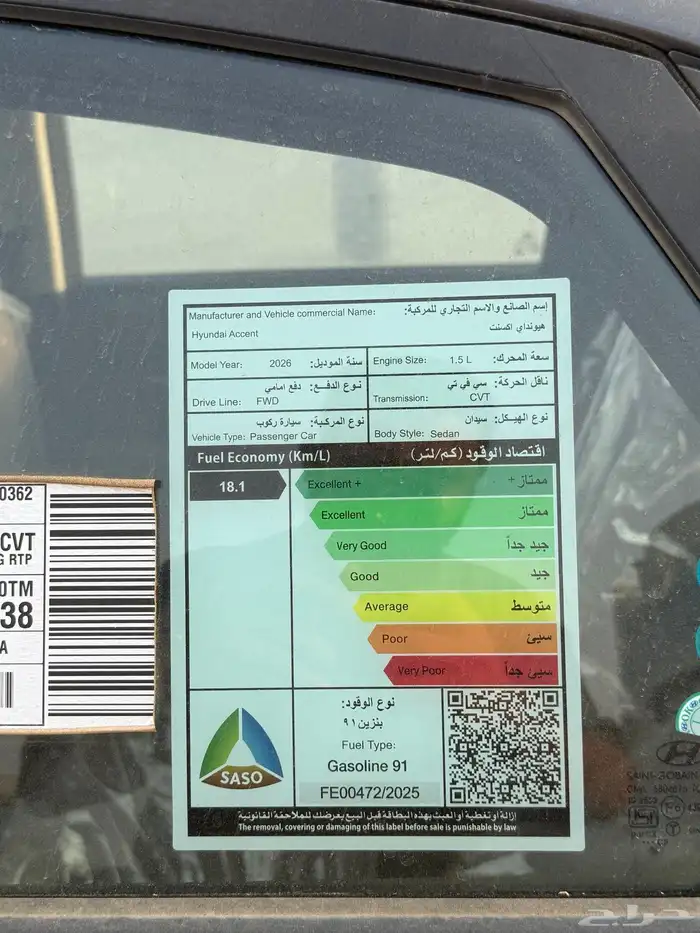 Manufacturer and Vehicle commercial Name: إسم الصانع والاسم التجاري للمركبة:
Hyundai Accent هيونداي اكسنت
Model Year: 2026 سنة الموديل:
Engine Size: 1.5 L سعة المحرك:
نوع الدفع: دفع امامي
Drive Line: FWD
ناقل الحركة: سي في تي
Transmission: CVT
نوع المركبة: سيارة ركوب
Vehicle Type: Passenger Car
نوع الهيكل: سيدان
Body Style: Sedan
Fuel Economy (Km/L) اقتصاد الوقود (كم/لتر)
18.1
Excellent + ممتاز +
Excellent ممتاز
Very Good جيد جداً
Good جيد
Average متوسط
Poor سيئ
Very Poor سيئ جداً
SASO
نوع الوقود:
بنزين ٩١
Fuel Type:
Gasoline 91
FE00472/2025
إزالة أو تغطية أو العبث بهذه البطاقة قبل البيع يعرضك للملاحقة القانونية
The removal, covering or damaging of this label before sale is punishable by law
0362
CVT
G RTP
0TM
38
A
SAINT-GOBAIN
حراج